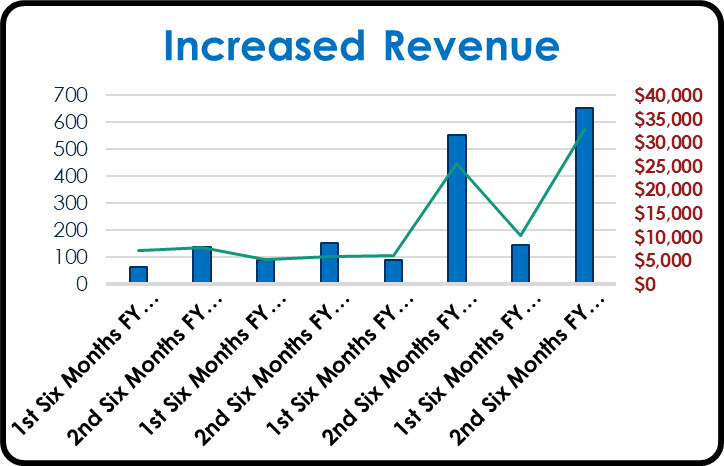 Increased Revenue
700
600
500
400
300
200
100
0
$40,000
$35,000
$30,000
$25,000
$20,000
$15,000
$10,000
$5,000
$0
1st Six Months FY...
2nd Six Months FY...
1st Six Months FY...
2nd Six Months FY...
1st Six Months FY...
2nd Six Months FY...
1st Six Months FY...
2nd Six Months FY...